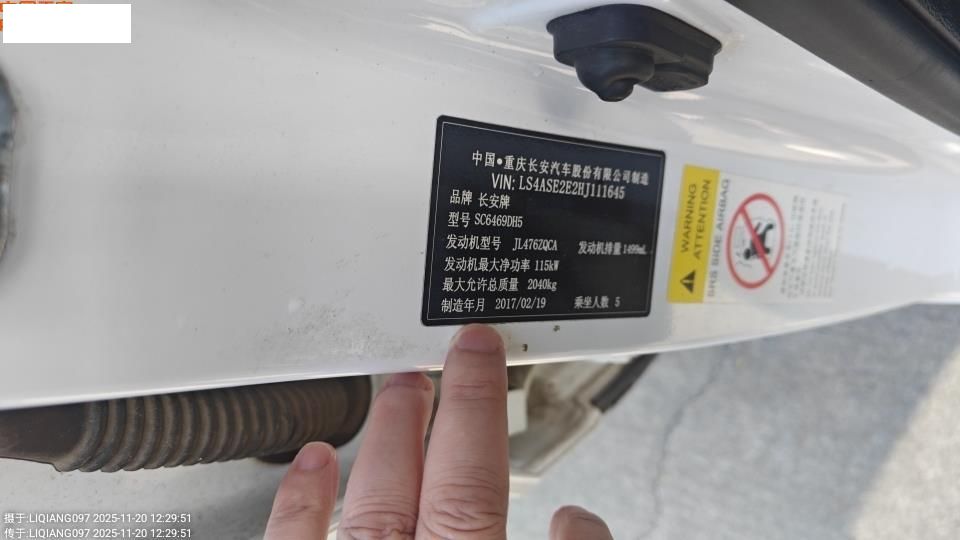 中国●重庆长安汽车股份有限公司制造
VIN: LS4ASE2E2HJ111645
品牌 长安牌
型号 SC6469DH5
发动机型号 JL476ZQCA 发动机排量 1499mL
发动机最大净功率 115kW
最大允许总质量 2040kg
制造年月 2017/02/19 乘坐人数 5
WARNING
ATTENTION
SRS SIDE AIRBAG
摄于:LIQIANG097 2025-11-20 12:29:51
传于:LIQIANG097 2025-11-20 12:29:51